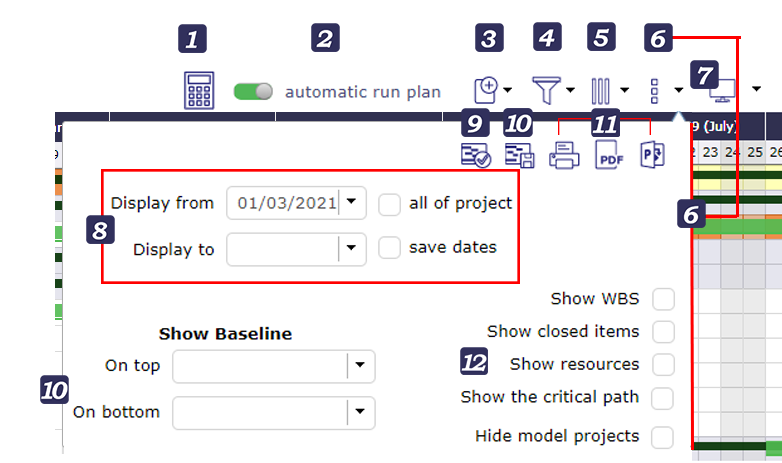 1
2
3
4
5
6
automatic run plan
7
9
10
11
9 (July)
PDF
P
23 24 25 26
Display from 01/03/2021 all of project
8
6
Display to save dates
Show WBS
Show Baseline
Show closed items
On top
12
Show resources
10
Show the critical path
On bottom
Hide model projects